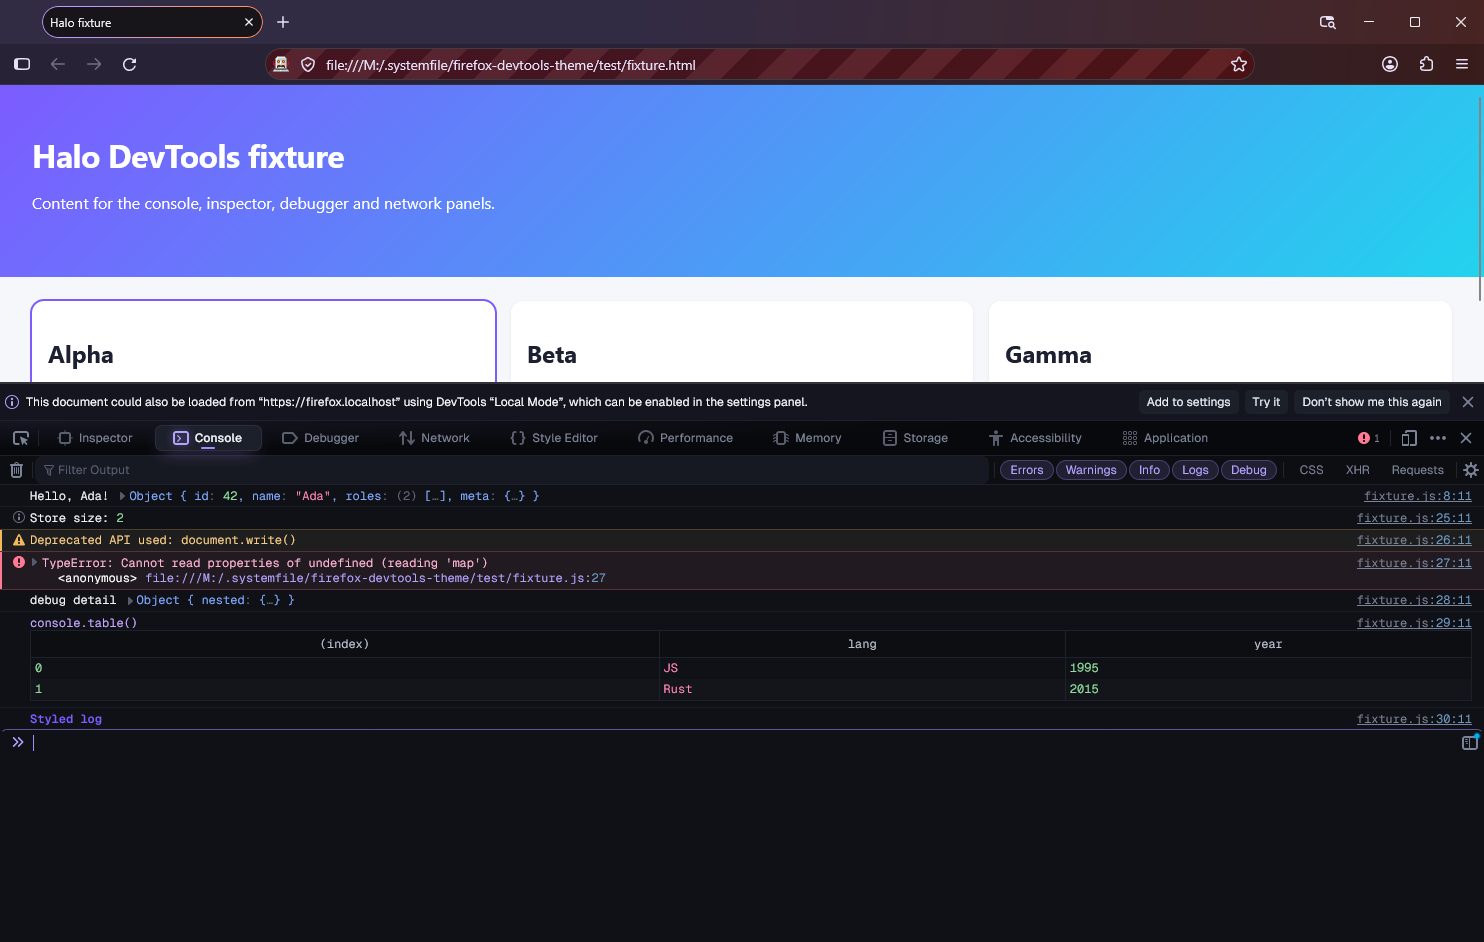 Halo fixture
file:///M:/.systemfile/firefox-devtools-theme/test/fixture.html
Halo DevTools fixture
Content for the console, inspector, debugger and network panels.
Alpha Beta Gamma
This document could also be loaded from “https://firefox.localhost” using DevTools “Local Mode”, which can be enabled in the settings panel. Add to settings Try it Don't show me this again
Inspector Console Debugger Network Style Editor Performance Memory Storage Accessibility Application 1
Filter Output Errors Warnings Info Logs Debug CSS XHR Requests
Hello, Ada! Object { id: 42, name: "Ada", roles: (2) […], meta: {…} } fixture.js:8:11
Store size: 2 fixture.js:25:11
Deprecated API used: document.write() fixture.js:26:11
TypeError: Cannot read properties of undefined (reading 'map') fixture.js:27:11
<anonymous> file:///M:/.systemfile/firefox-devtools-theme/test/fixture.js:27
debug detail Object { nested: {…} } fixture.js:28:11
console.table() fixture.js:29:11
(index) lang year
0 JS 1995
1 Rust 2015
Styled log fixture.js:30:11